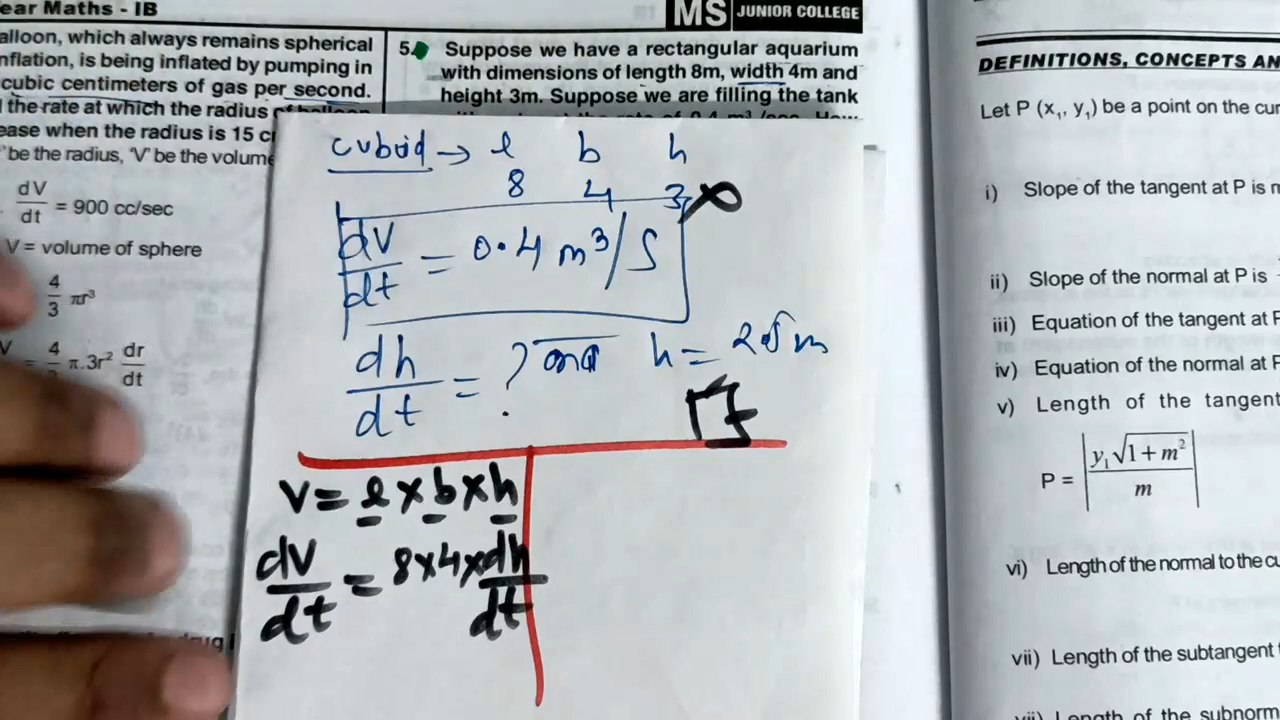 ear Maths - IB
MS JUNIOR COLLEGE
alloon, which always remains spherical
nflation, is being inflated by pumping in
cubic centimeters of gas per second.
the rate at which the radius of balloon
ease when the radius is 15 c
be the radius, 'V' be the volume
dV/dt = 900 cc/sec
V = volume of sphere
4/3 πr³
π.3r² dr/dt
5. Suppose we have a rectangular aquarium
with dimensions of length 8m, width 4m and
height 3m. Suppose we are filling the tank
cuboid → l b h
8 4 3
dV/dt = 0.4 m³/s
dh/dt = ? h = 2.5 m
V = l × b × h
dV/dt = 8×4× dh/dt
DEFINITIONS, CONCEPTS AN
Let P (x₁, y₁) be a point on the cur
i) Slope of the tangent at P is m
ii) Slope of the normal at P is
iii) Equation of the tangent at P
iv) Equation of the normal at P
v) Length of the tangent
P = |y₁√(1+m²)/m|
vi) Length of the normal to the cu
vii) Length of the subtangent
Length of the subnorm